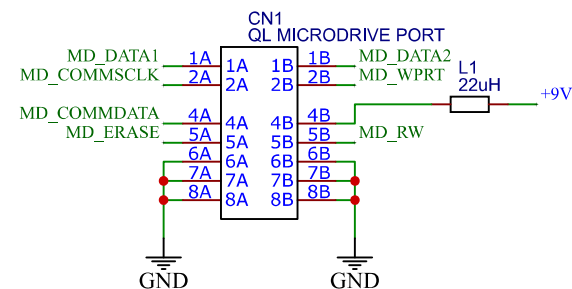 CN1
QL MICRODRIVE PORT
MD_DATA1 1A 1A 1B 1B MD_DATA2
MD_COMMSCLK 2A 2A 2B 2B MD_WPRT
L1
22uH
+9V
MD_COMMDATA 4A 4A 4B 4B
MD_ERASE 5A 5A 5B 5B MD_RW
6A 6A 6B 6B
7A 7A 7B 7B
8A 8A 8B 8B
GND GND